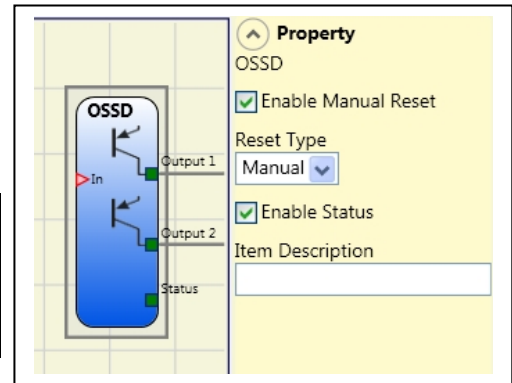 OSSD
In
Output 1
Output 2
Status
Property
OSSD
Enable Manual Reset
Reset Type
Manual
Enable Status
Item Description